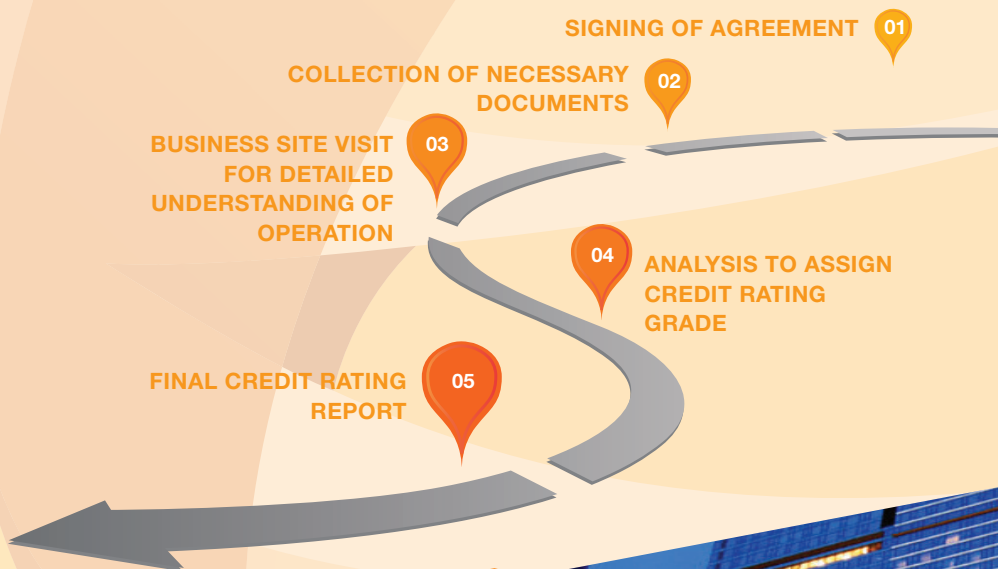 SIGNING OF AGREEMENT
01
COLLECTION OF NECESSARY
DOCUMENTS
02
BUSINESS SITE VISIT
FOR DETAILED
UNDERSTANDING OF
OPERATION
03
04
ANALYSIS TO ASSIGN
CREDIT RATING
GRADE
FINAL CREDIT RATING
REPORT
05